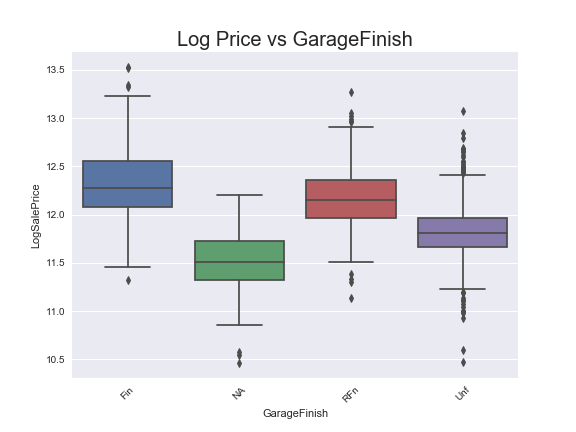 Log Price vs GarageFinish
13.5
13.0
12.5
12.0
11.5
11.0
10.5
LogSalePrice
Fin
NA
RFn
Unf
GarageFinish